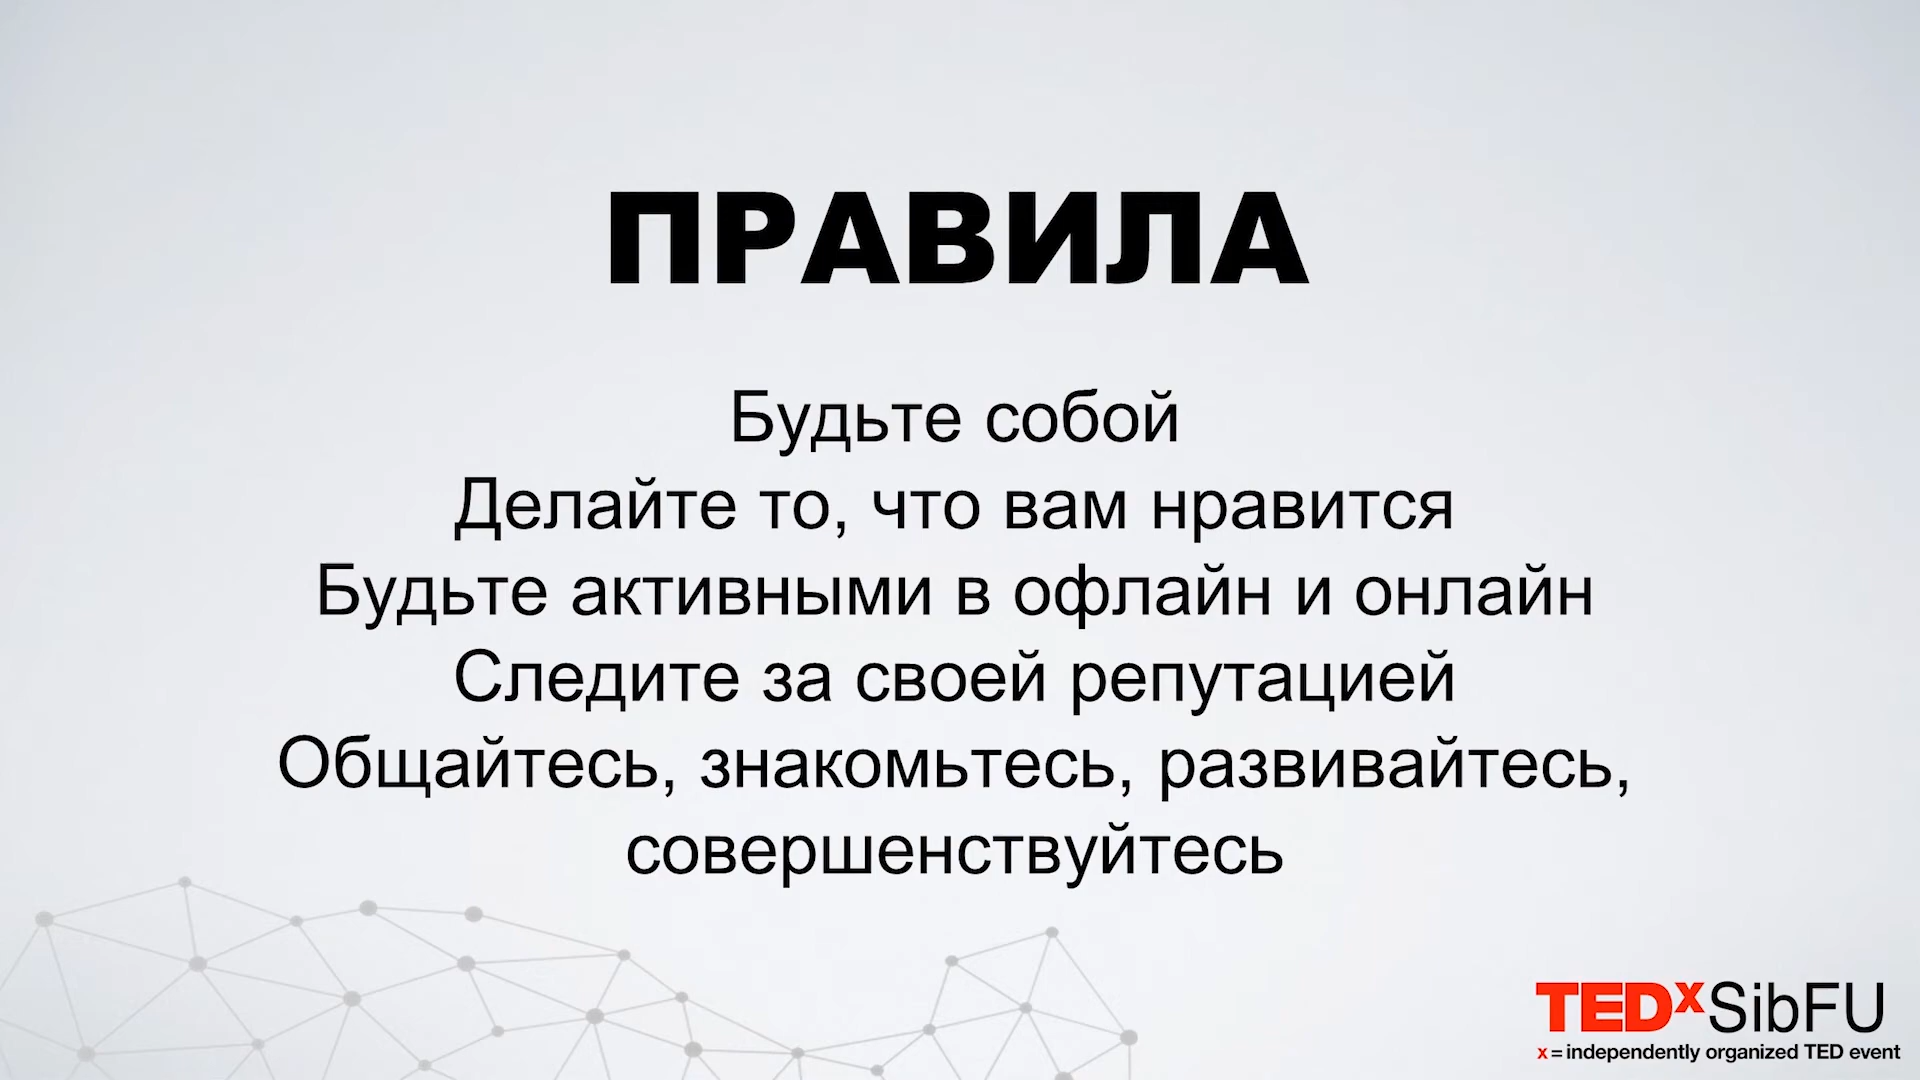 ПРАВИЛА
Будьте собой
Делайте то, что вам нравится
Будьте активными в офлайн и онлайн
Следите за своей репутацией
Общайтесь, знакомьтесь, развивайтесь,
совершенствуйтесь
TEDxSibFU
x = independently organized TED event